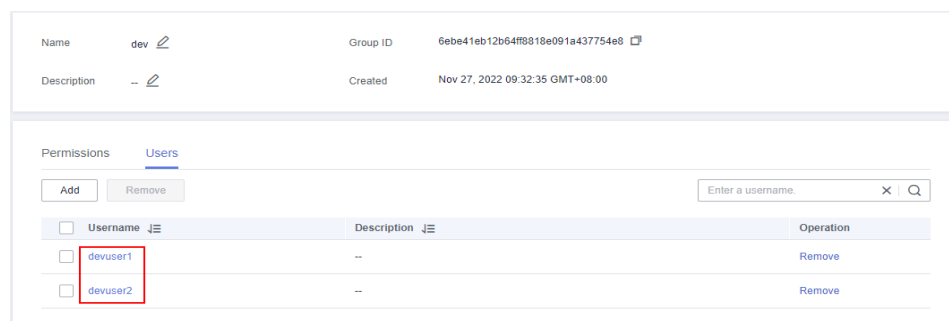 Name dev Group ID 6ebe41eb12b64ff8818e091a437754e8
Description -- Created Nov 27, 2022 09:32:35 GMT+08:00
Permissions Users
Add Remove Enter a username.
Username Description Operation
devuser1 -- Remove
devuser2 -- Remove